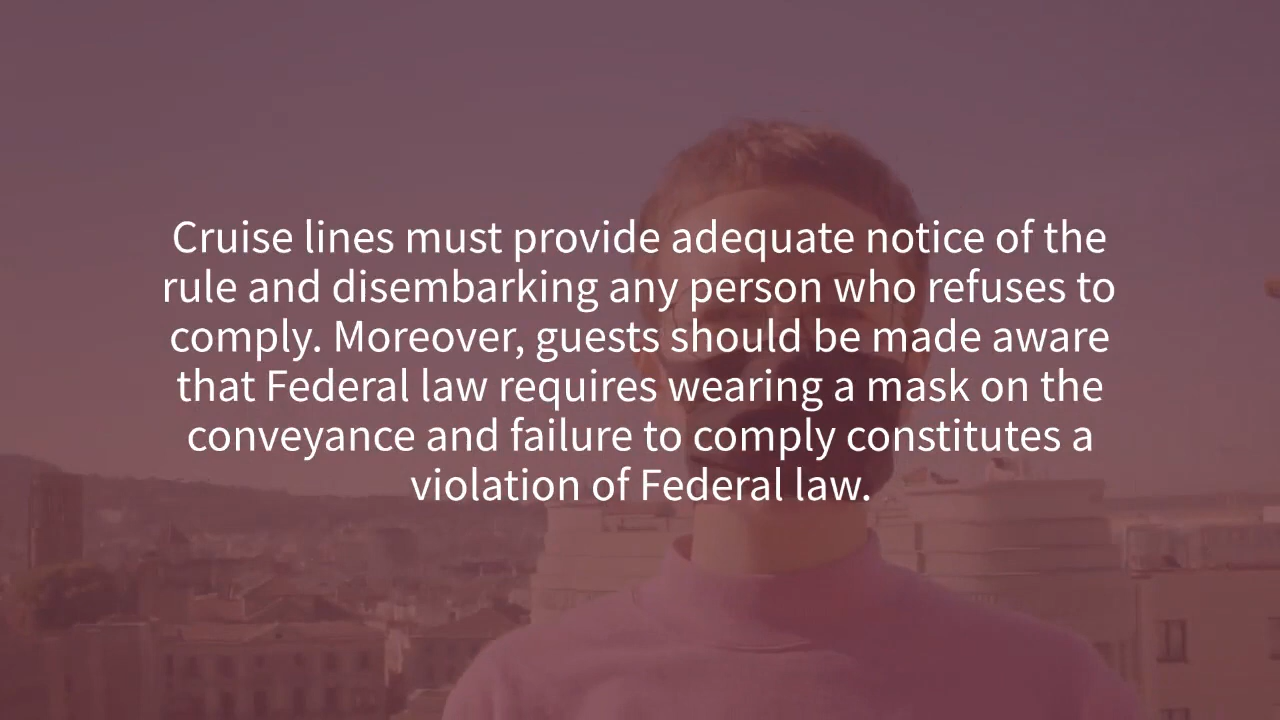 Cruise lines must provide adequate notice of the
rule and disembarking any person who refuses to
comply. Moreover, guests should be made aware
that Federal law requires wearing a mask on the
conveyance and failure to comply constitutes a
violation of Federal law.